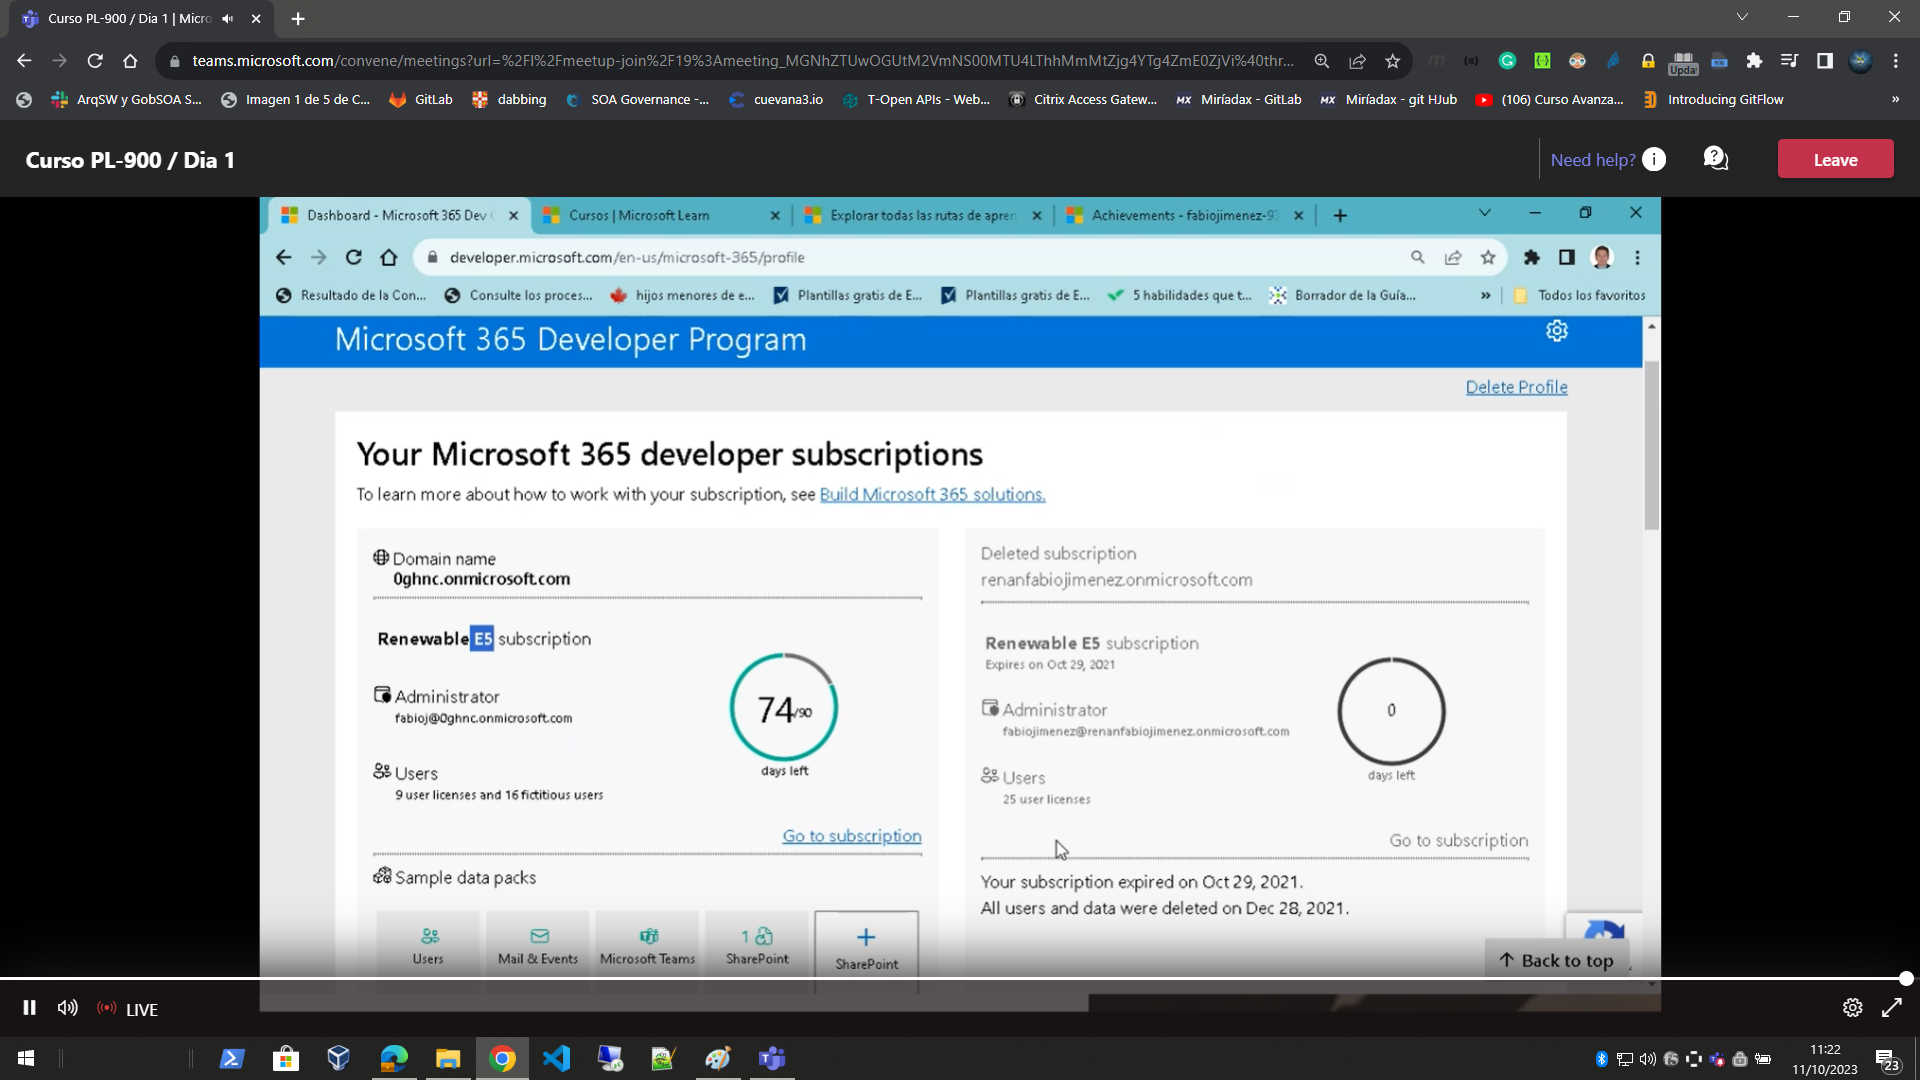 Curso PL-900 / Dia 1 | Micro
teams.microsoft.com/convene/meetings?url=%2Fl%2Fmeetup-join%2F19%3Ameeting_MGNhZTUwOGUtM2VmNS00MTU4LThhMmMtZjg4YTg4ZmE0ZjVi%40thr...
Upda
ArqSW y GobSOA S...
Imagen 1 de 5 de C...
GitLab
dabbing
SOA Governance -...
cuevana3.io
T-Open APIs - Web...
Citrix Access Gatew...
Miríadax - GitLab
Miríadax - git HJub
(106) Curso Avanza...
Introducing GitFlow
»
Curso PL-900 / Dia 1
Need help?
Leave
Dashboard - Microsoft 365 Dev C
Cursos | Microsoft Learn
Explorar todas las rutas de apren
Achievements - fabiojimenez-93
developer.microsoft.com/en-us/microsoft-365/profile
Resultado de la Con...
Consulte los proces...
hijos menores de e...
Plantillas gratis de E...
Plantillas gratis de E...
5 habilidades que t...
Borrador de la Guía...
»
Todos los favoritos
Microsoft 365 Developer Program
Delete Profile
Your Microsoft 365 developer subscriptions
To learn more about how to work with your subscription, see Build Microsoft 365 solutions.
Domain name
0ghnc.onmicrosoft.com
Renewable E5 subscription
Administrator
fabioj@0ghnc.onmicrosoft.com
74/90
days left
Users
9 user licenses and 16 fictitious users
Go to subscription
Sample data packs
Users
Mail & Events
Microsoft Teams
1
SharePoint
SharePoint
Deleted subscription
renanfabiojimenez.onmicrosoft.com
Renewable E5 subscription
Expires on Oct 29, 2021
Administrator
fabiojimenez@renanfabiojimenez.onmicrosoft.com
0
days left
Users
25 user licenses
Go to subscription
Your subscription expired on Oct 29, 2021.
All users and data were deleted on Dec 28, 2021.
Back to top
LIVE
11:22
11/10/2023
23